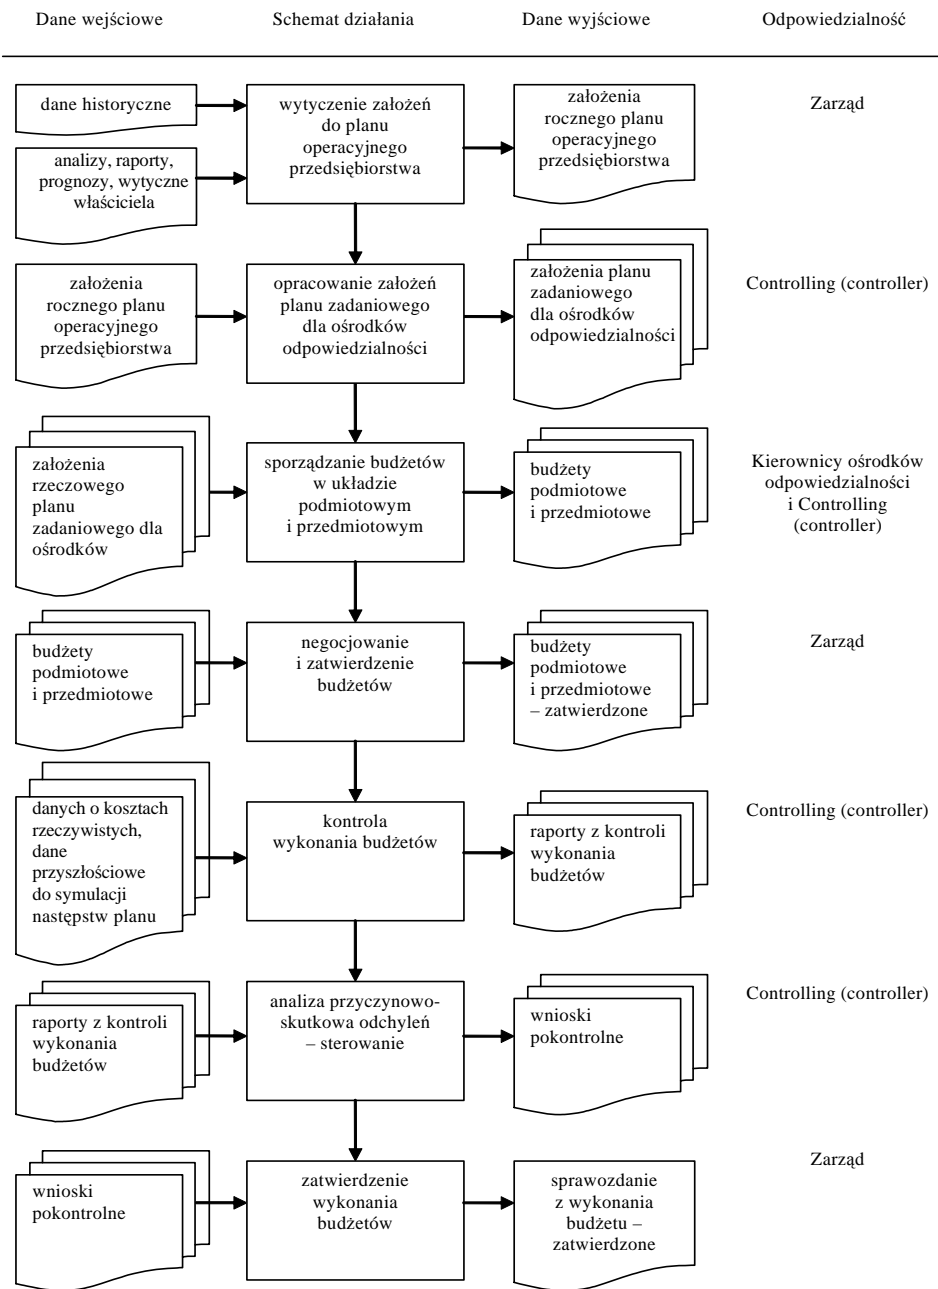 Dane wejściowe
Schemat działania
Dane wyjściowe
Odpowiedzialność
dane historyczne
analizy, raporty,
prognozy, wytyczne
właściciela
wytyczenie założeń
do planu
operacyjnego
przedsiębiorstwa
założenia
rocznego planu
operacyjnego
przedsiębiorstwa
Zarząd
założenia
rocznego planu
operacyjnego
przedsiębiorstwa
opracowanie założeń
planu zadaniowego
dla ośrodków
odpowiedzialności
założenia planu
zadaniowego
dla ośrodków
odpowiedzialności
Controlling (controller)
założenia
rzeczowego
planu
zadaniowego dla
ośrodków
sporządzanie budżetów
w układzie
podmiotowym
i przedmiotowym
budżety
podmiotowe
i przedmiotowe
Kierownicy ośrodków
odpowiedzialności
i Controlling
(controller)
budżety
podmiotowe
i przedmiotowe
negocjowanie
i zatwierdzenie
budżetów
budżety
podmiotowe
i przedmiotowe
– zatwierdzone
Zarząd
danych o kosztach
rzeczywistych,
dane
przyszłościowe
do symulacji
następstw planu
kontrola
wykonania budżetów
raporty z kontroli
wykonania
budżetów
Controlling (controller)
raporty z kontroli
wykonania
budżetów
analiza przyczynowo-
skutkowa odchyleń
– sterowanie
wnioski
pokontrolne
Controlling (controller)
wnioski
pokontrolne
zatwierdzenie
wykonania
budżetów
sprawozdanie
z wykonania
budżetu –
zatwierdzone
Zarząd